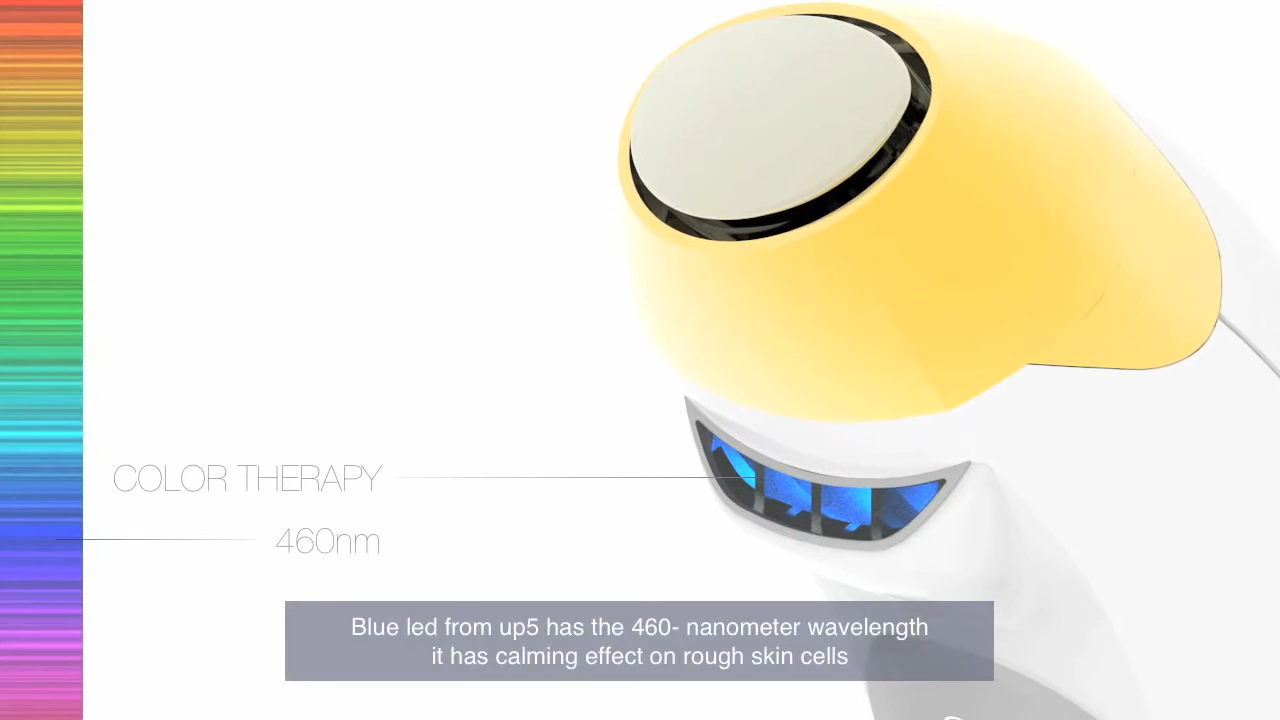 COLOR THERAPY
460nm
Blue led from up5 has the 460- nanometer wavelength
it has calming effect on rough skin cells